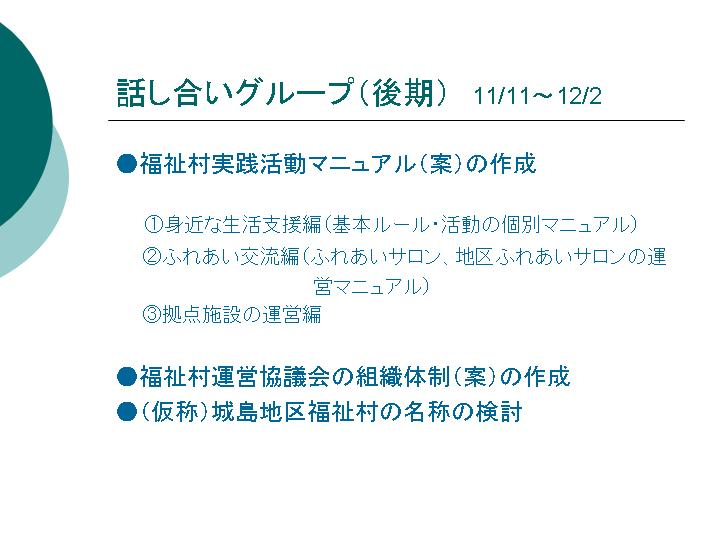 話し合いグループ（後期） 11/11～12/2
●福祉村実践活動マニュアル（案）の作成
①身近な生活支援編（基本ルール・活動の個別マニュアル）
②ふれあい交流編（ふれあいサロン、地区ふれあいサロンの運
営マニュアル）
③拠点施設の運営編
●福祉村運営協議会の組織体制（案）の作成
●（仮称）城島地区福祉村の名称の検討